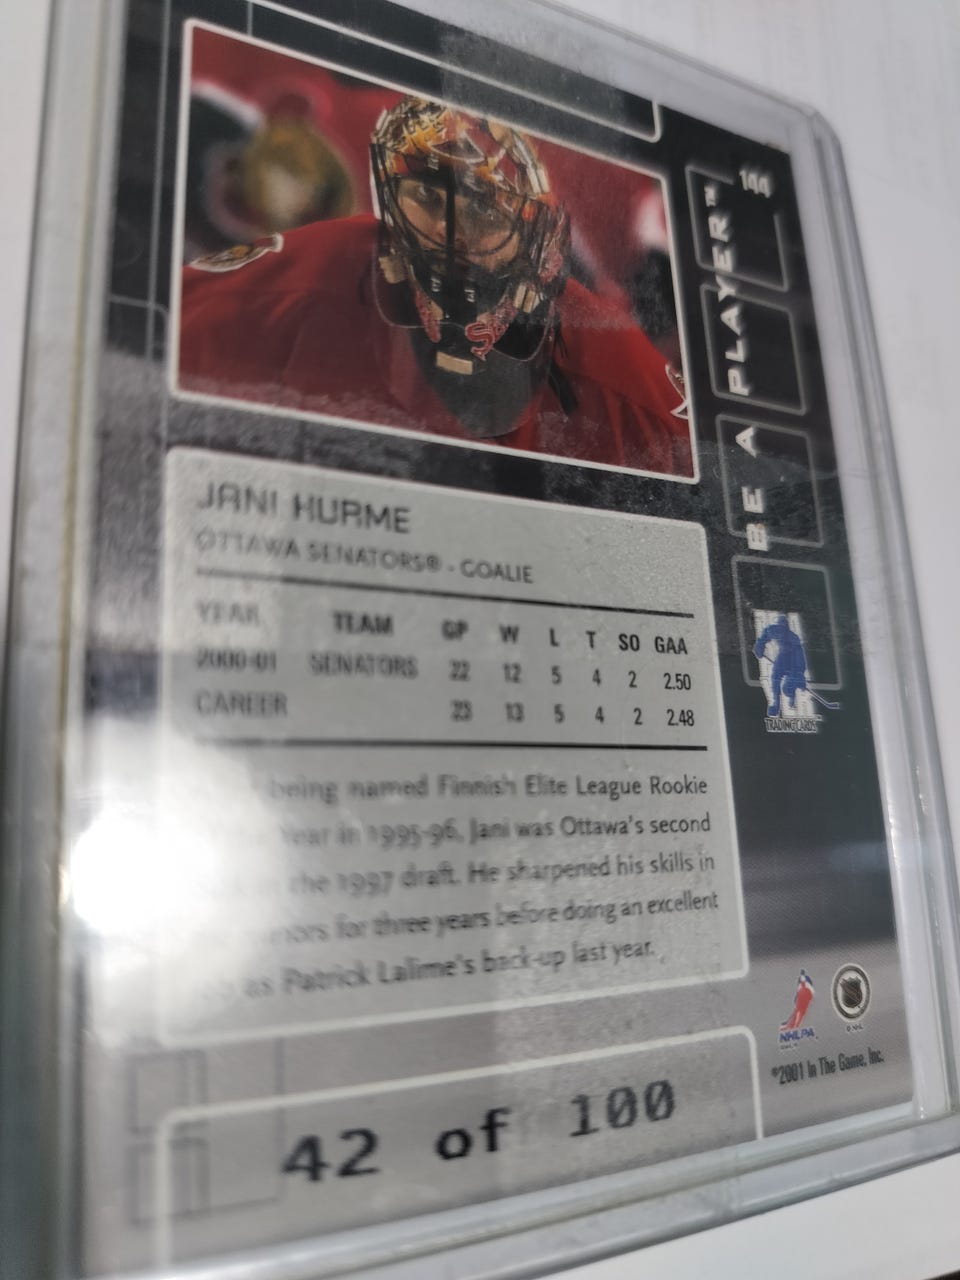 144
BE A PLAYER™
JANI HURME
OTTAWA SENATORS® - GOALIE
YEAR TEAM GP W L T SO GAA
2000-01 SENATORS 22 12 5 4 2 2.50
CAREER 23 13 5 4 2 2.48
being named Finnish Elite League Rookie
Year in 1995-96, Jani was Ottawa's second
the 1997 draft. He sharpened his skills in
for three years before doing an excellent
as Patrick Lalime's back-up last year.
TRADING CARDS
NHLPA
© NHL
©2001 In The Game, Inc.
42 of 100